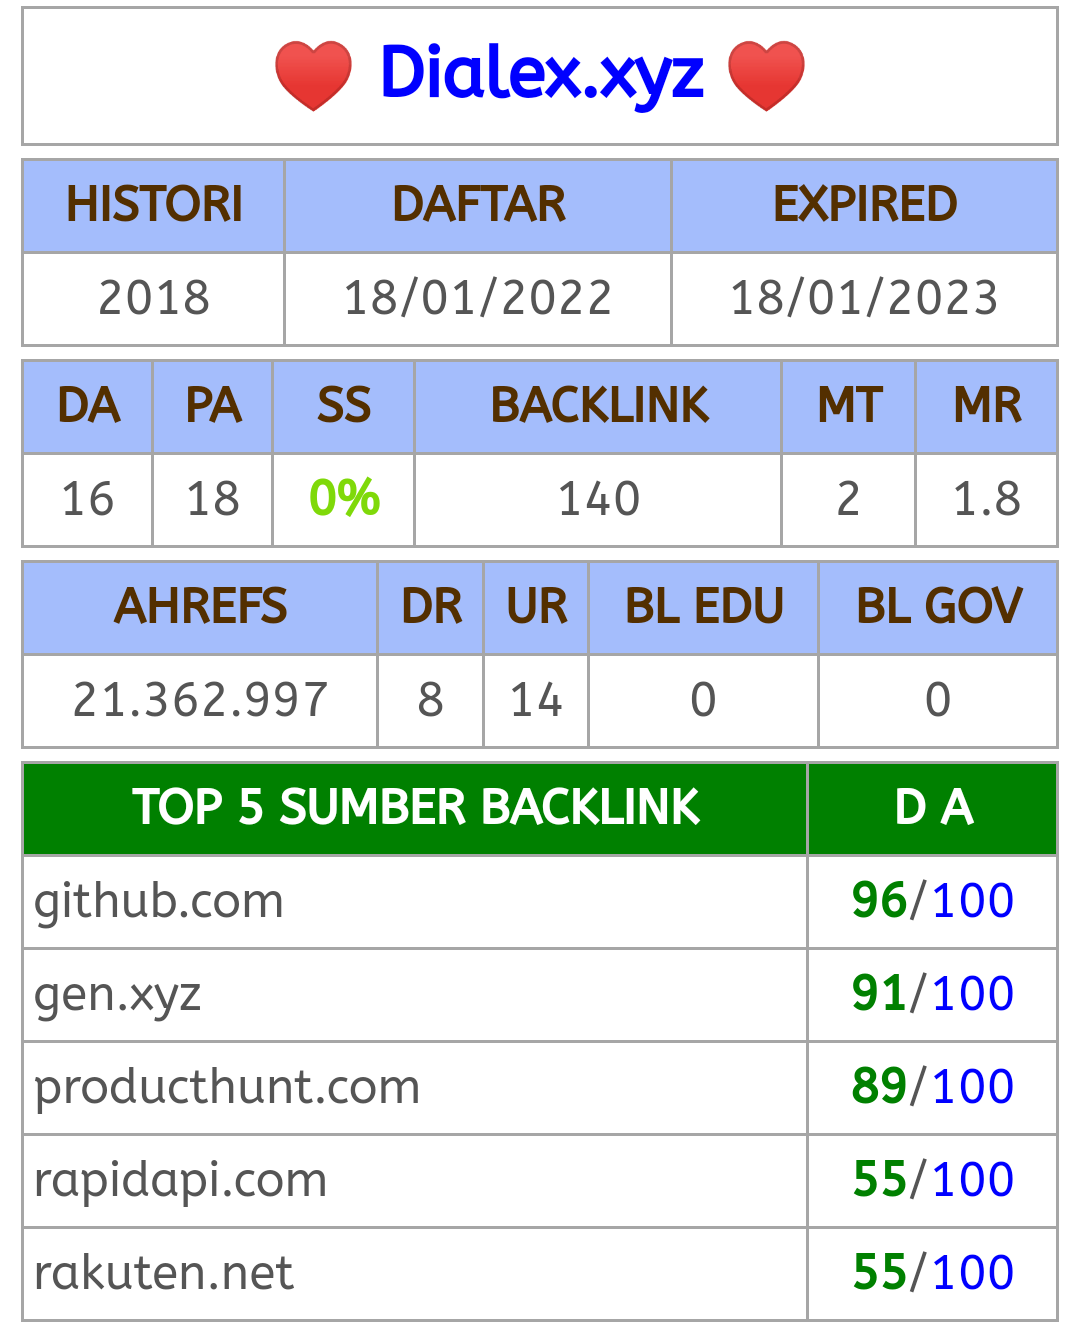 ❤️ Dialex.xyz ❤️
HISTORI DAFTAR EXPIRED
2018 18/01/2022 18/01/2023
DA PA SS BACKLINK MT MR
16 18 0% 140 2 1.8
AHREFS DR UR BL EDU BL GOV
21.362.997 8 14 0 0
TOP 5 SUMBER BACKLINK D A
github.com 96/100
gen.xyz 91/100
producthunt.com 89/100
rapidapi.com 55/100
rakuten.net 55/100